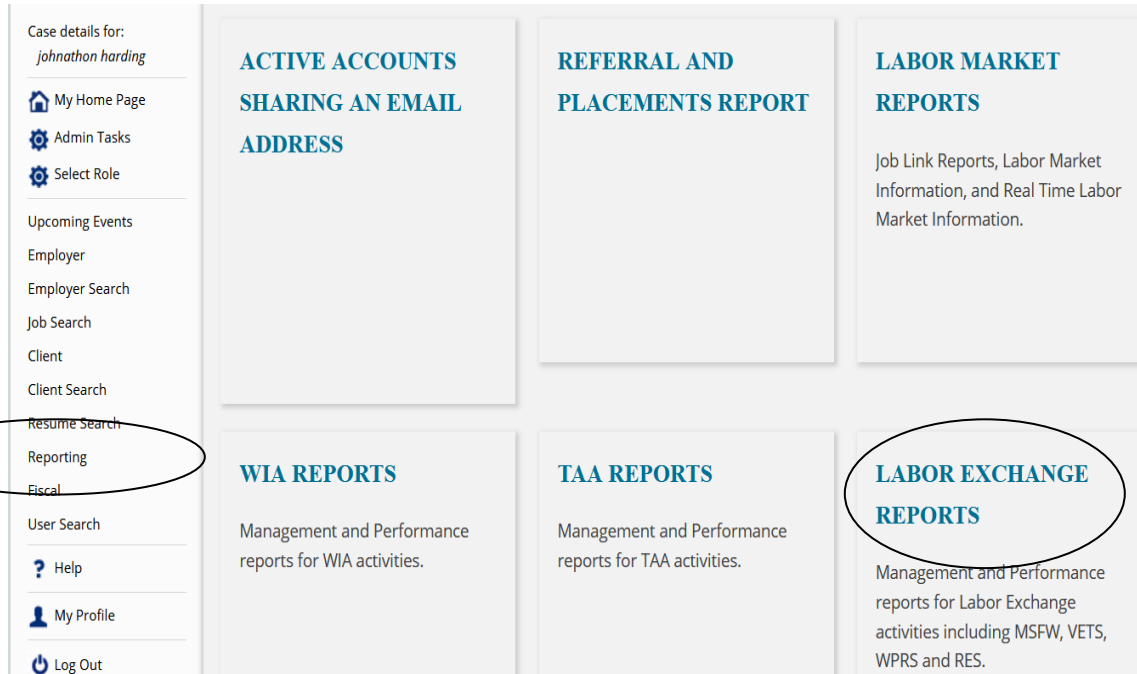 Case details for:
johnathon harding
My Home Page
Admin Tasks
Select Role
Upcoming Events
Employer
Employer Search
Job Search
Client
Client Search
Resume Search
Reporting
Fiscal
User Search
Help
My Profile
Log Out
ACTIVE ACCOUNTS
SHARING AN EMAIL
ADDRESS
REFERRAL AND
PLACEMENTS REPORT
LABOR MARKET
REPORTS
Job Link Reports, Labor Market
Information, and Real Time Labor
Market Information.
WIA REPORTS
Management and Performance
reports for WIA activities.
TAA REPORTS
Management and Performance
reports for TAA activities.
LABOR EXCHANGE
REPORTS
Management and Performance
reports for Labor Exchange
activities including MSFW, VETS,
WPRS and RES.